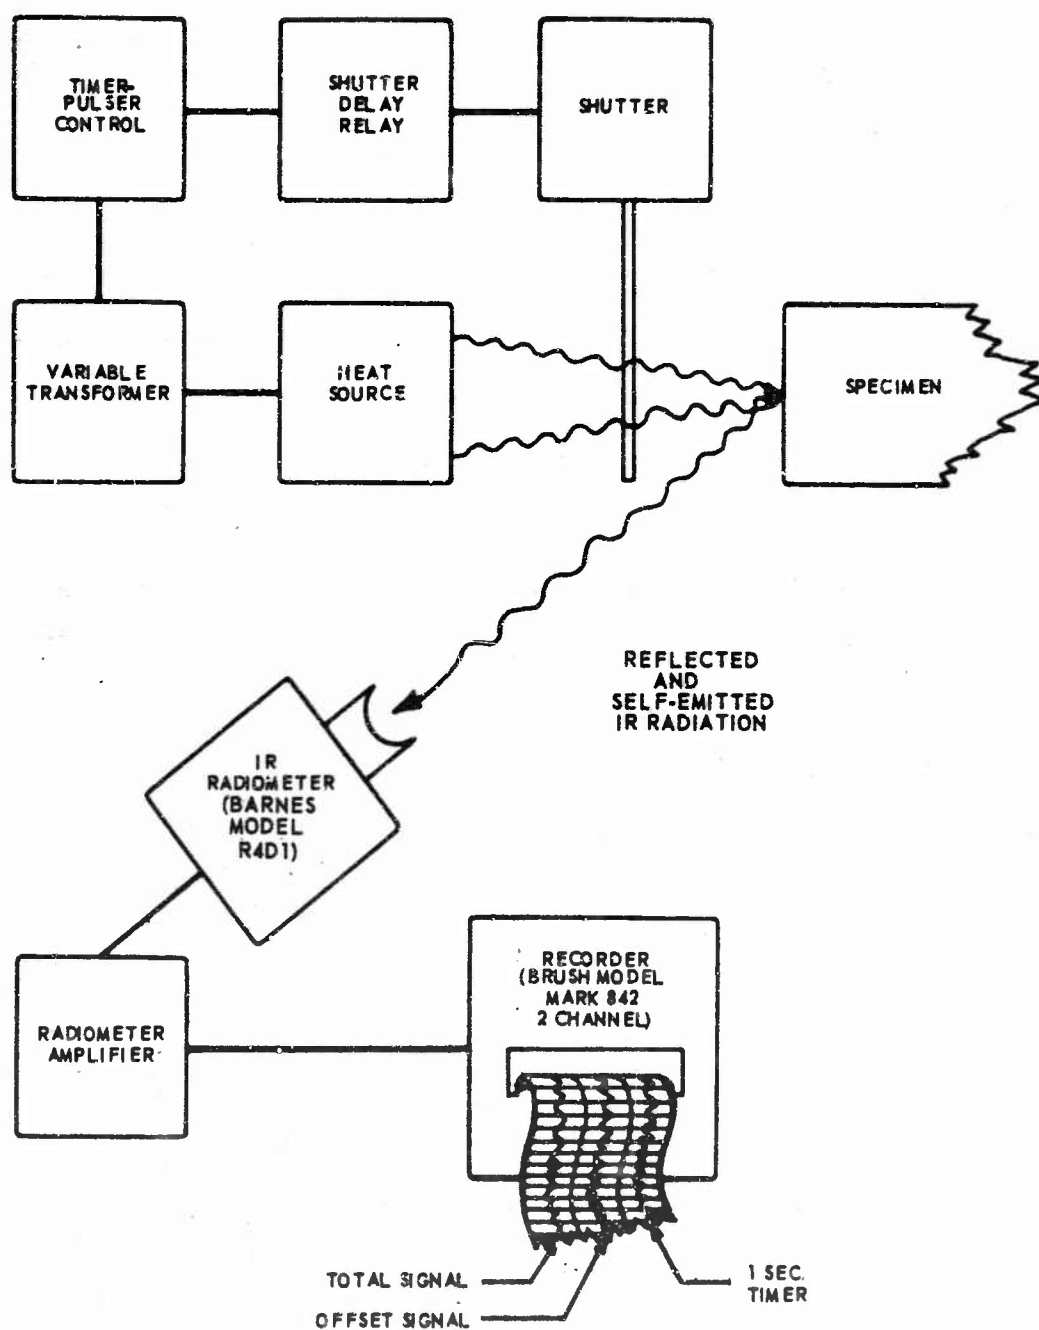 TIMER-
PULSER
CONTROL
SHUTTER
DELAY
RELAY
SHUTTER
VARIABLE
TRANSFORMER
HEAT
SOURCE
SPECIMEN
REFLECTED
AND
SELF-EMITTED
IR RADIATION
IR
RADIOMETER
(BARNES
MODEL
R4D1)
RADIOMETER
AMPLIFIER
RECORDER
(BRUSH MODEL
MARK 842
2 CHANNEL)
TOTAL SIGNAL
OFFSET SIGNAL
1 SEC.
TIMER